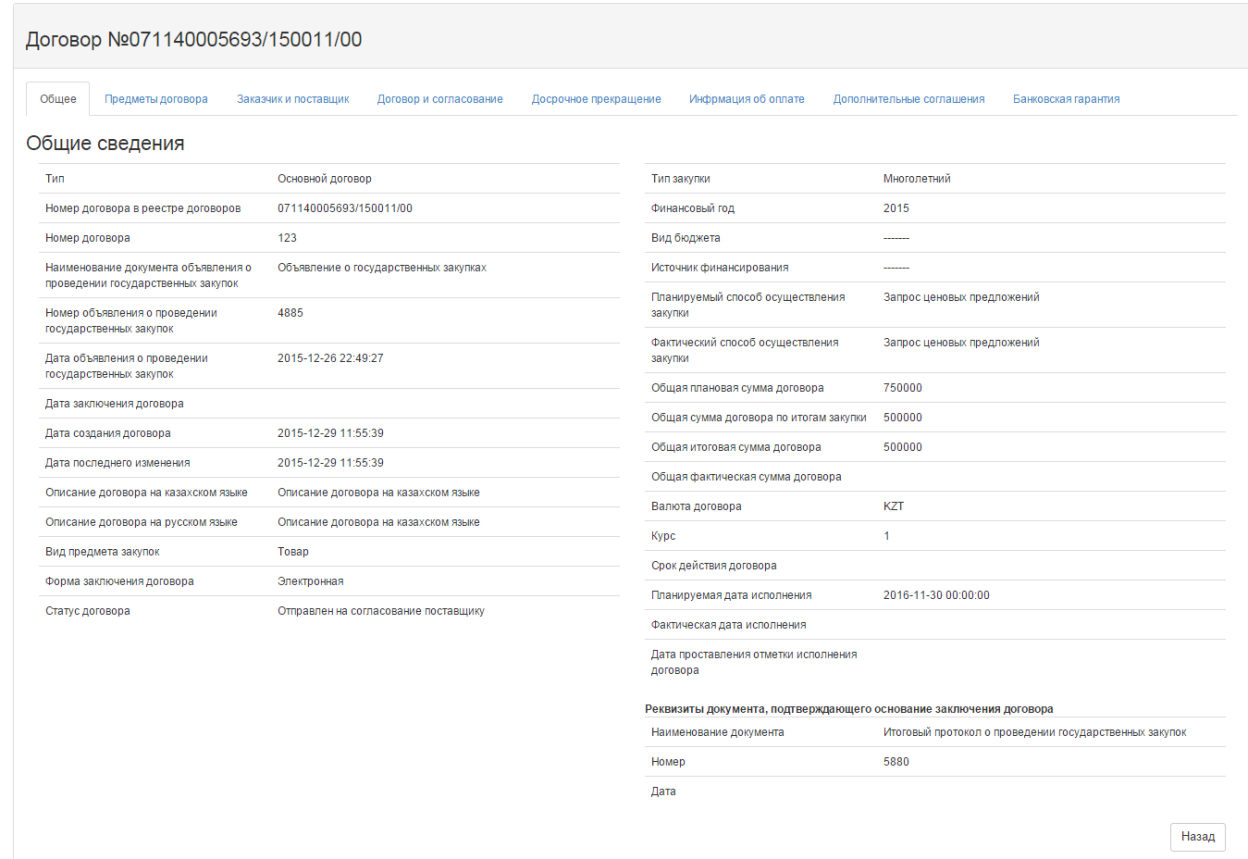 Договор №071140005693/150011/00
Общее Предметы договора Заказчик и поставщик Договор и согласование Досрочное прекращение Инфрмация об оплате Дополнительные соглашения Банковская гарантия
Общие сведения
Тип Основной договор
Номер договора в реестре договоров 071140005693/150011/00
Номер договора 123
Наименование документа объявления о Объявление о государственных закупках
проведении государственных закупок
Номер объявления о проведении 4885
государственных закупок
Дата объявления о проведении 2015-12-26 22:49:27
государственных закупок
Дата заключения договора
Дата создания договора 2015-12-29 11:55:39
Дата последнего изменения 2015-12-29 11:55:39
Описание договора на казахском языке Описание договора на казахском языке
Описание договора на русском языке Описание договора на казахском языке
Вид предмета закупок Товар
Форма заключения договора Электронная
Статус договора Отправлен на согласование поставщику
Тип закупки Многолетний
Финансовый год 2015
Вид бюджета -------
Источник финансирования -------
Планируемый способ осуществления Запрос ценовых предложений
закупки
Фактический способ осуществления Запрос ценовых предложений
закупки
Общая плановая сумма договора 750000
Общая сумма договора по итогам закупки 500000
Общая итоговая сумма договора 500000
Общая фактическая сумма договора
Валюта договора KZT
Курс 1
Срок действия договора
Планируемая дата исполнения 2016-11-30 00:00:00
Фактическая дата исполнения
Дата проставления отметки исполнения
договора
Реквизиты документа, подтверждающего основание заключения договора
Наименование документа Итоговый протокол о проведении государственных закупок
Номер 5880
Дата
Назад